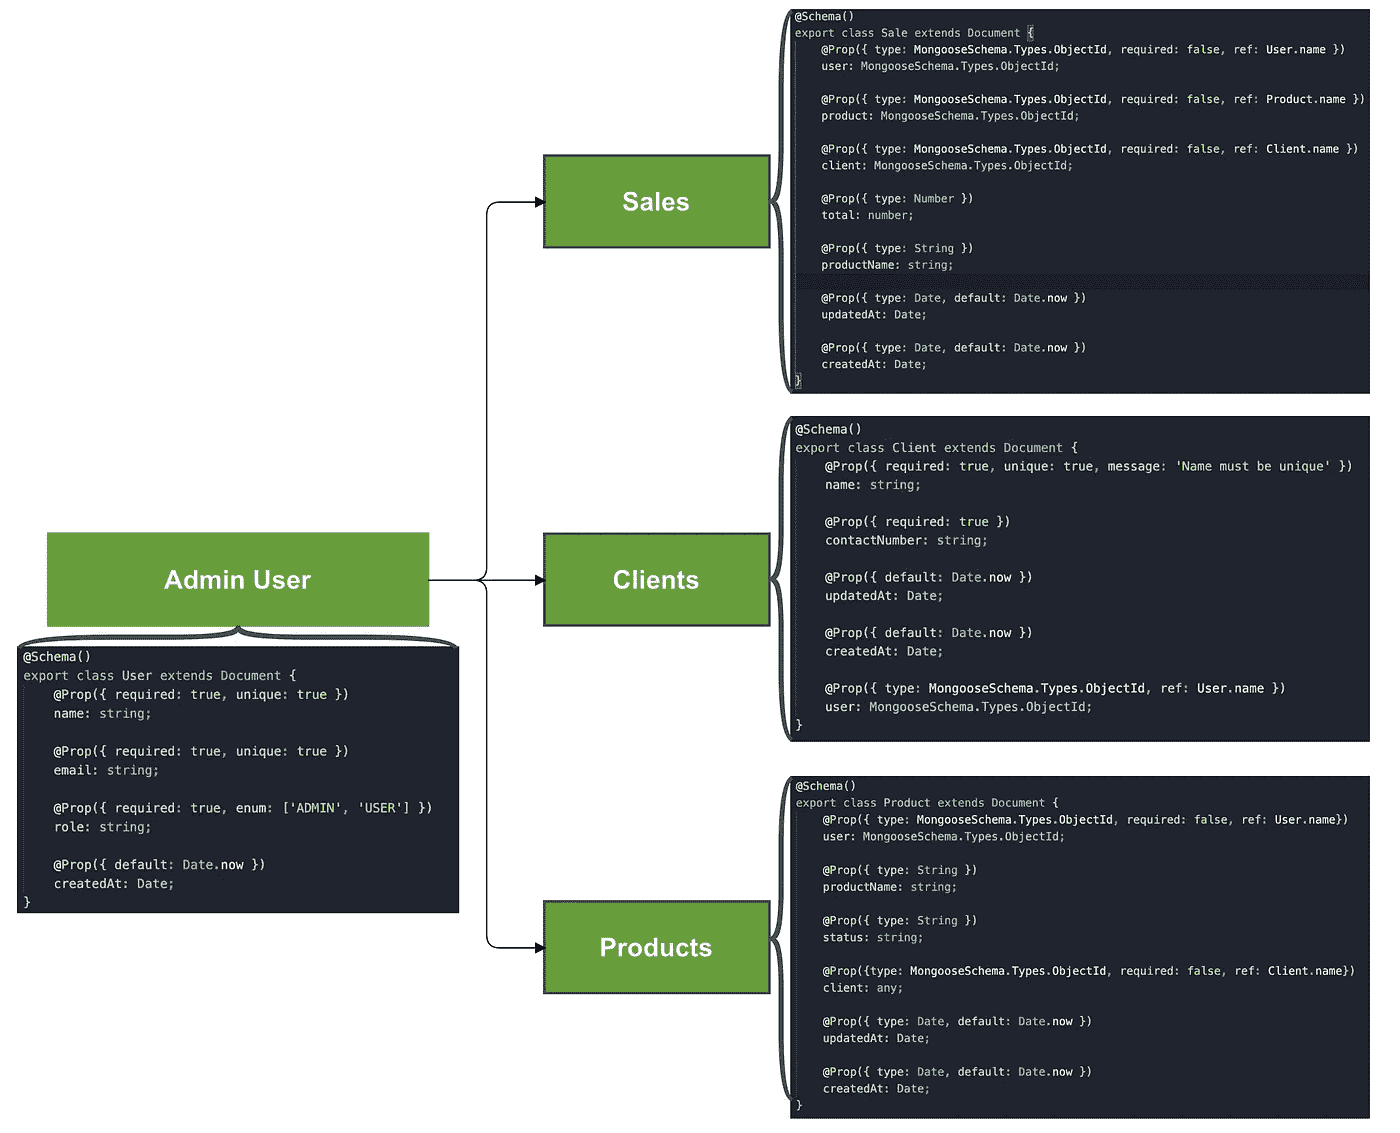 @Schema()
export class Sale extends Document {
@Prop({ type: MongooseSchema.Types.ObjectId, required: false, ref: User.name })
user: MongooseSchema.Types.ObjectId;
@Prop({ type: MongooseSchema.Types.ObjectId, required: false, ref: Product.name })
product: MongooseSchema.Types.ObjectId;
@Prop({ type: MongooseSchema.Types.ObjectId, required: false, ref: Client.name })
client: MongooseSchema.Types.ObjectId;
@Prop({ type: Number })
total: number;
@Prop({ type: String })
productName: string;
@Prop({ type: Date, default: Date.now })
updatedAt: Date;
@Prop({ type: Date, default: Date.now })
createdAt: Date;
}
Sales
@Schema()
export class Client extends Document {
@Prop({ required: true, unique: true, message: 'Name must be unique' })
name: string;
@Prop({ required: true })
contactNumber: string;
@Prop({ default: Date.now })
updatedAt: Date;
@Prop({ default: Date.now })
createdAt: Date;
@Prop({ type: MongooseSchema.Types.ObjectId, ref: User.name })
user: MongooseSchema.Types.ObjectId;
}
Clients
Admin User
@Schema()
export class User extends Document {
@Prop({ required: true, unique: true })
name: string;
@Prop({ required: true, unique: true })
email: string;
@Prop({ required: true, enum: ['ADMIN', 'USER'] })
role: string;
@Prop({ default: Date.now })
createdAt: Date;
}
Products
@Schema()
export class Product extends Document {
@Prop({ type: MongooseSchema.Types.ObjectId, required: false, ref: User.name})
user: MongooseSchema.Types.ObjectId;
@Prop({ type: String })
productName: string;
@Prop({ type: String })
status: string;
@Prop({type: MongooseSchema.Types.ObjectId, required: false, ref: Client.name})
client: any;
@Prop({ type: Date, default: Date.now })
updatedAt: Date;
@Prop({ type: Date, default: Date.now })
createdAt: Date;
}